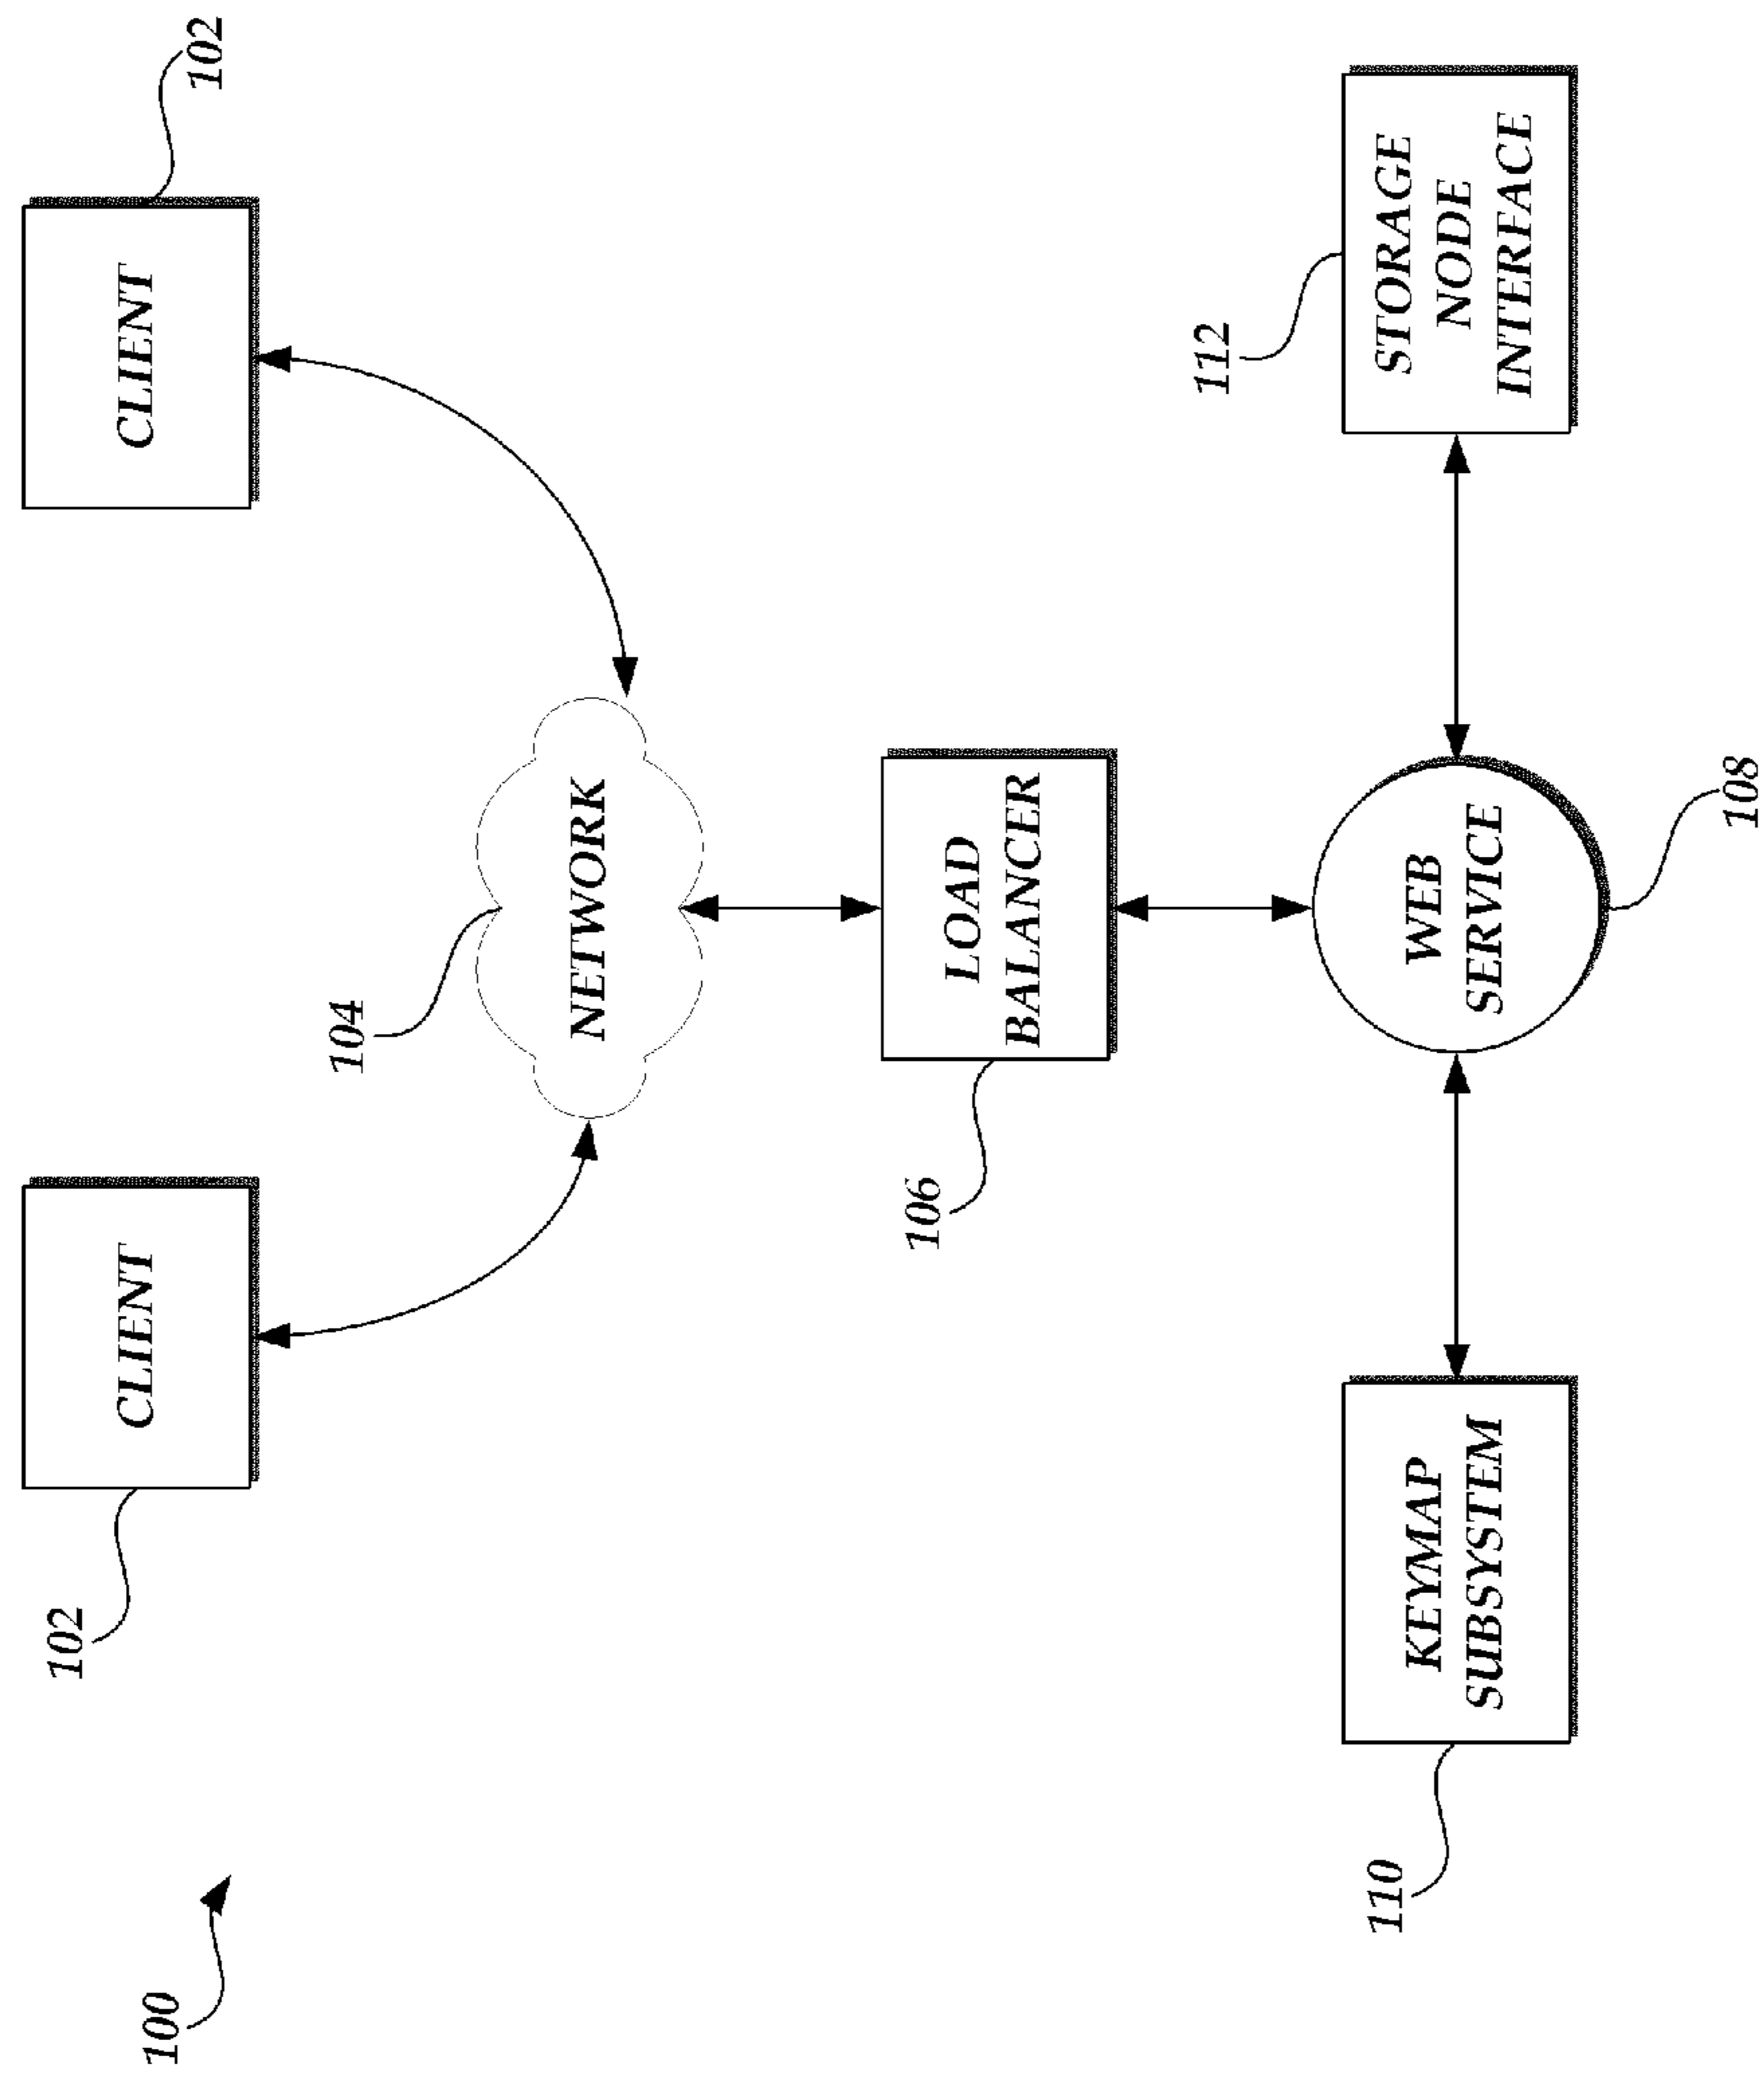 102
CLIENT
102
CLIENT
104
NETWORK
106
LOAD
BALANCER
110
KEYMAP
SUBSYSTEM
WEB
SERVICE
108
112
STORAGE
NODE
INTERFACE
100